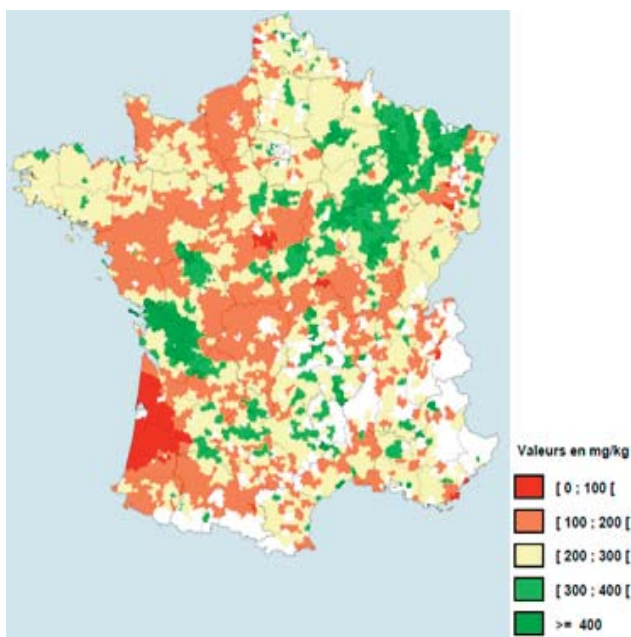 Valeurs en mg/kg
[ 0 ; 100 [
[ 100 ; 200 [
[ 200 ; 300 [
[ 300 ; 400 [
>= 400